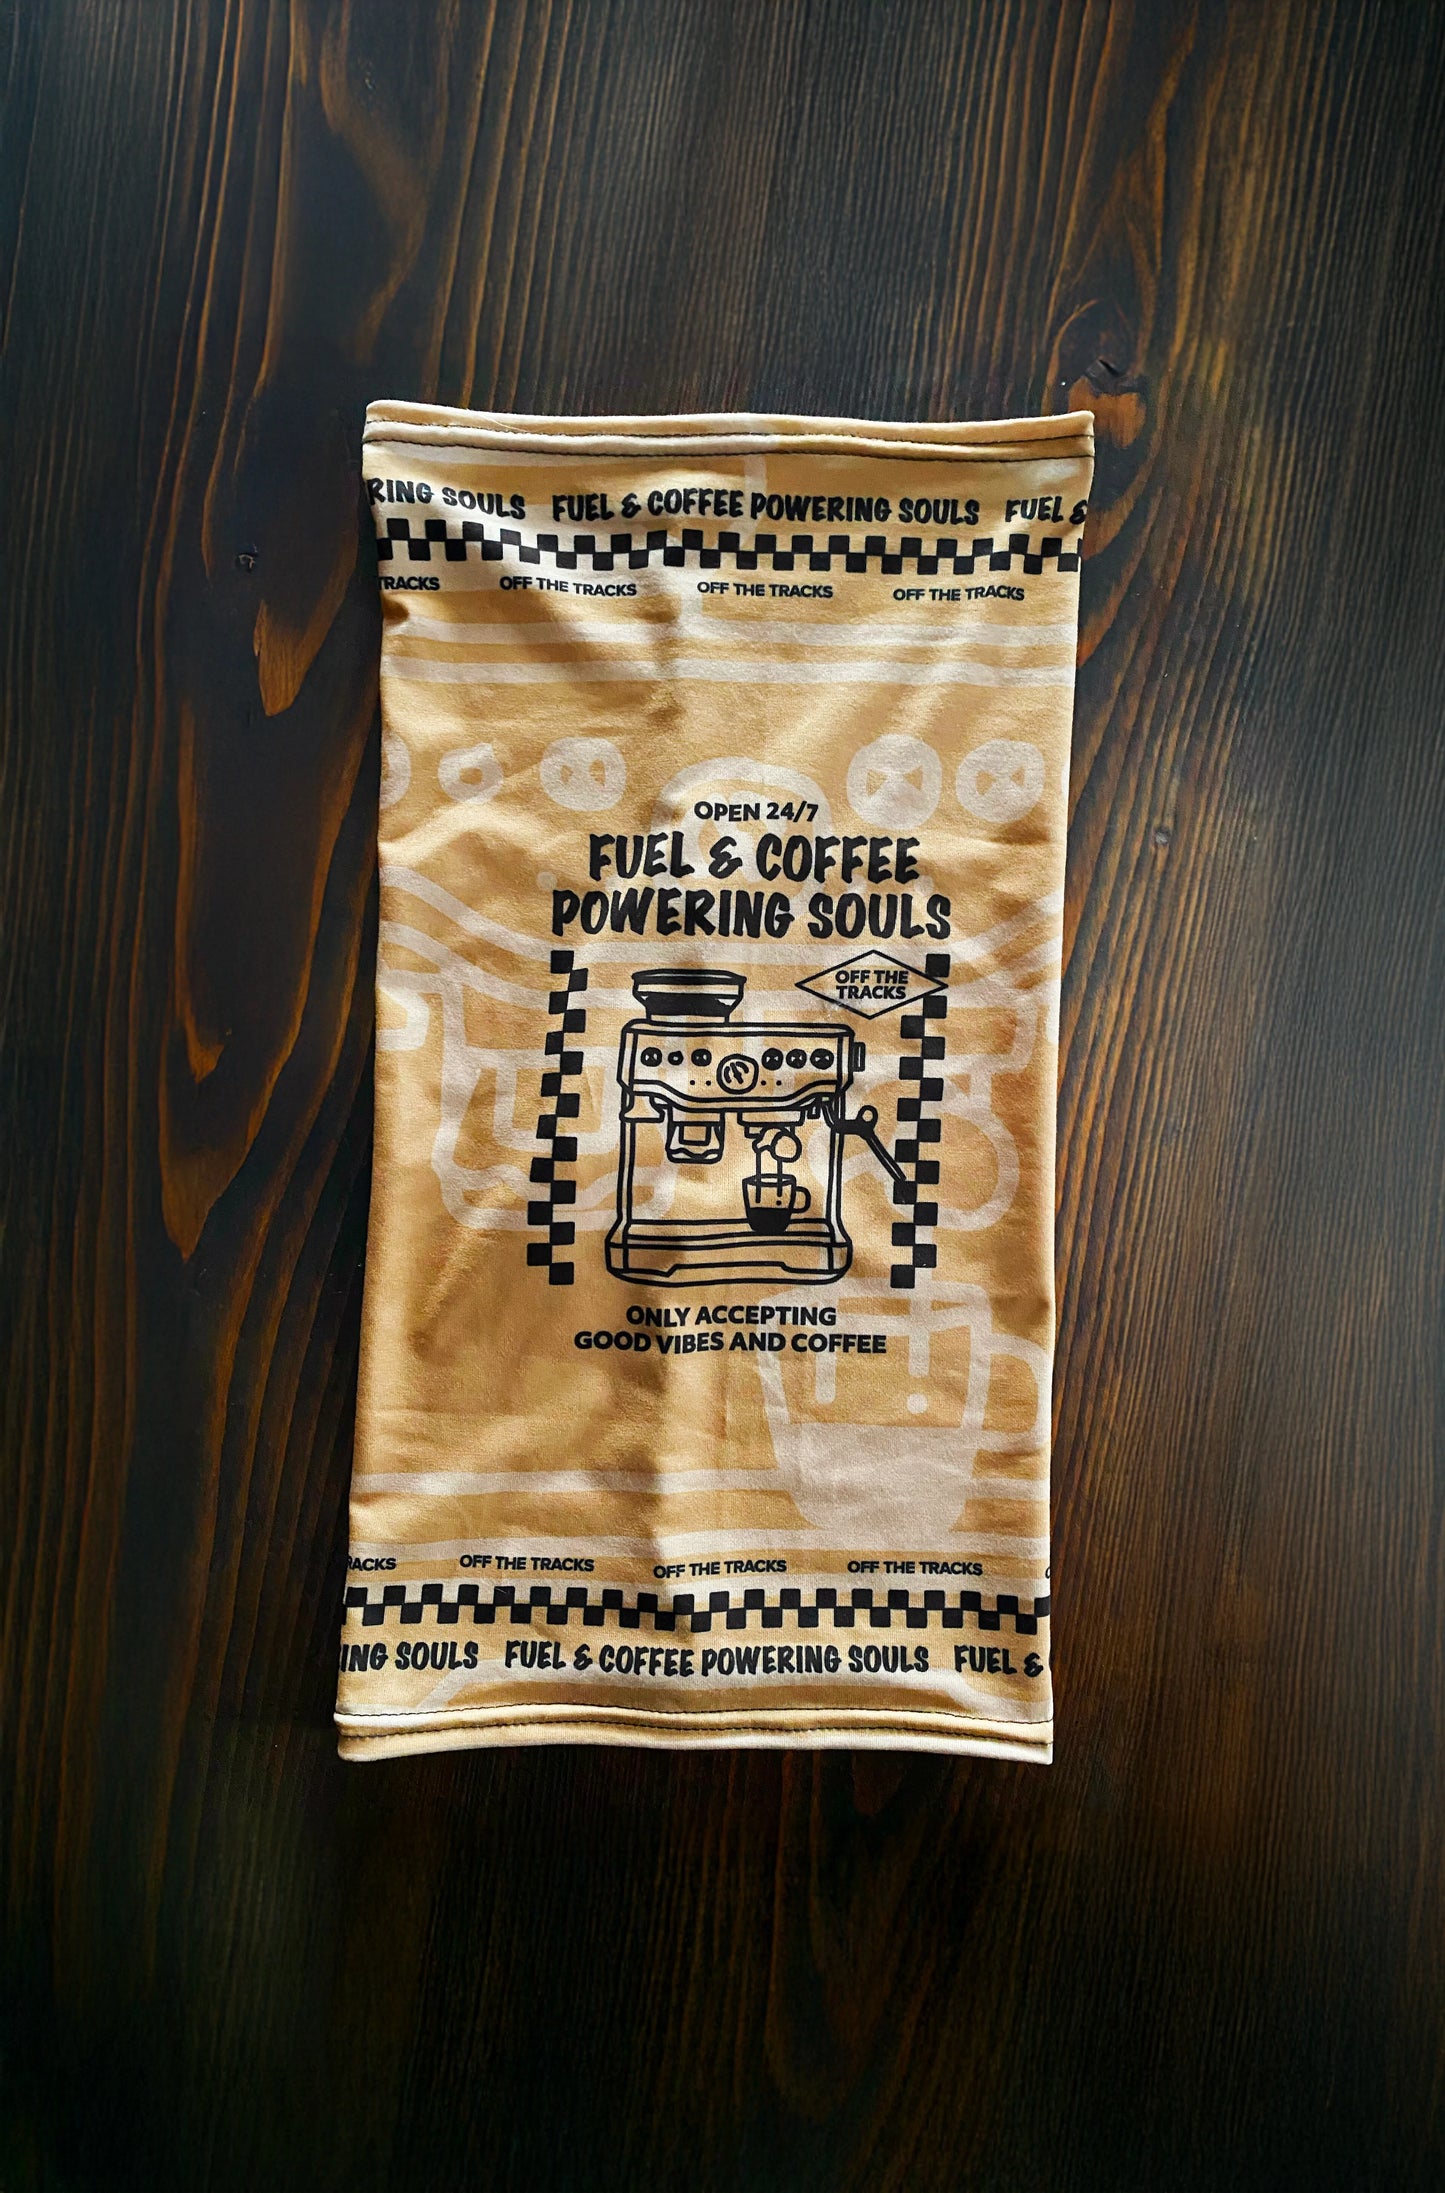 RING SOULS FUEL & COFFEE POWERING SOULS FUEL &
TRACKS OFF THE TRACKS OFF THE TRACKS OFF THE TRACKS
OPEN 24/7
FUEL & COFFEE
POWERING SOULS
OFF THE
TRACKS
ONLY ACCEPTING
GOOD VIBES AND COFFEE
RACKS OFF THE TRACKS OFF THE TRACKS OFF THE TRACKS
ING SOULS FUEL & COFFEE POWERING SOULS FUEL &